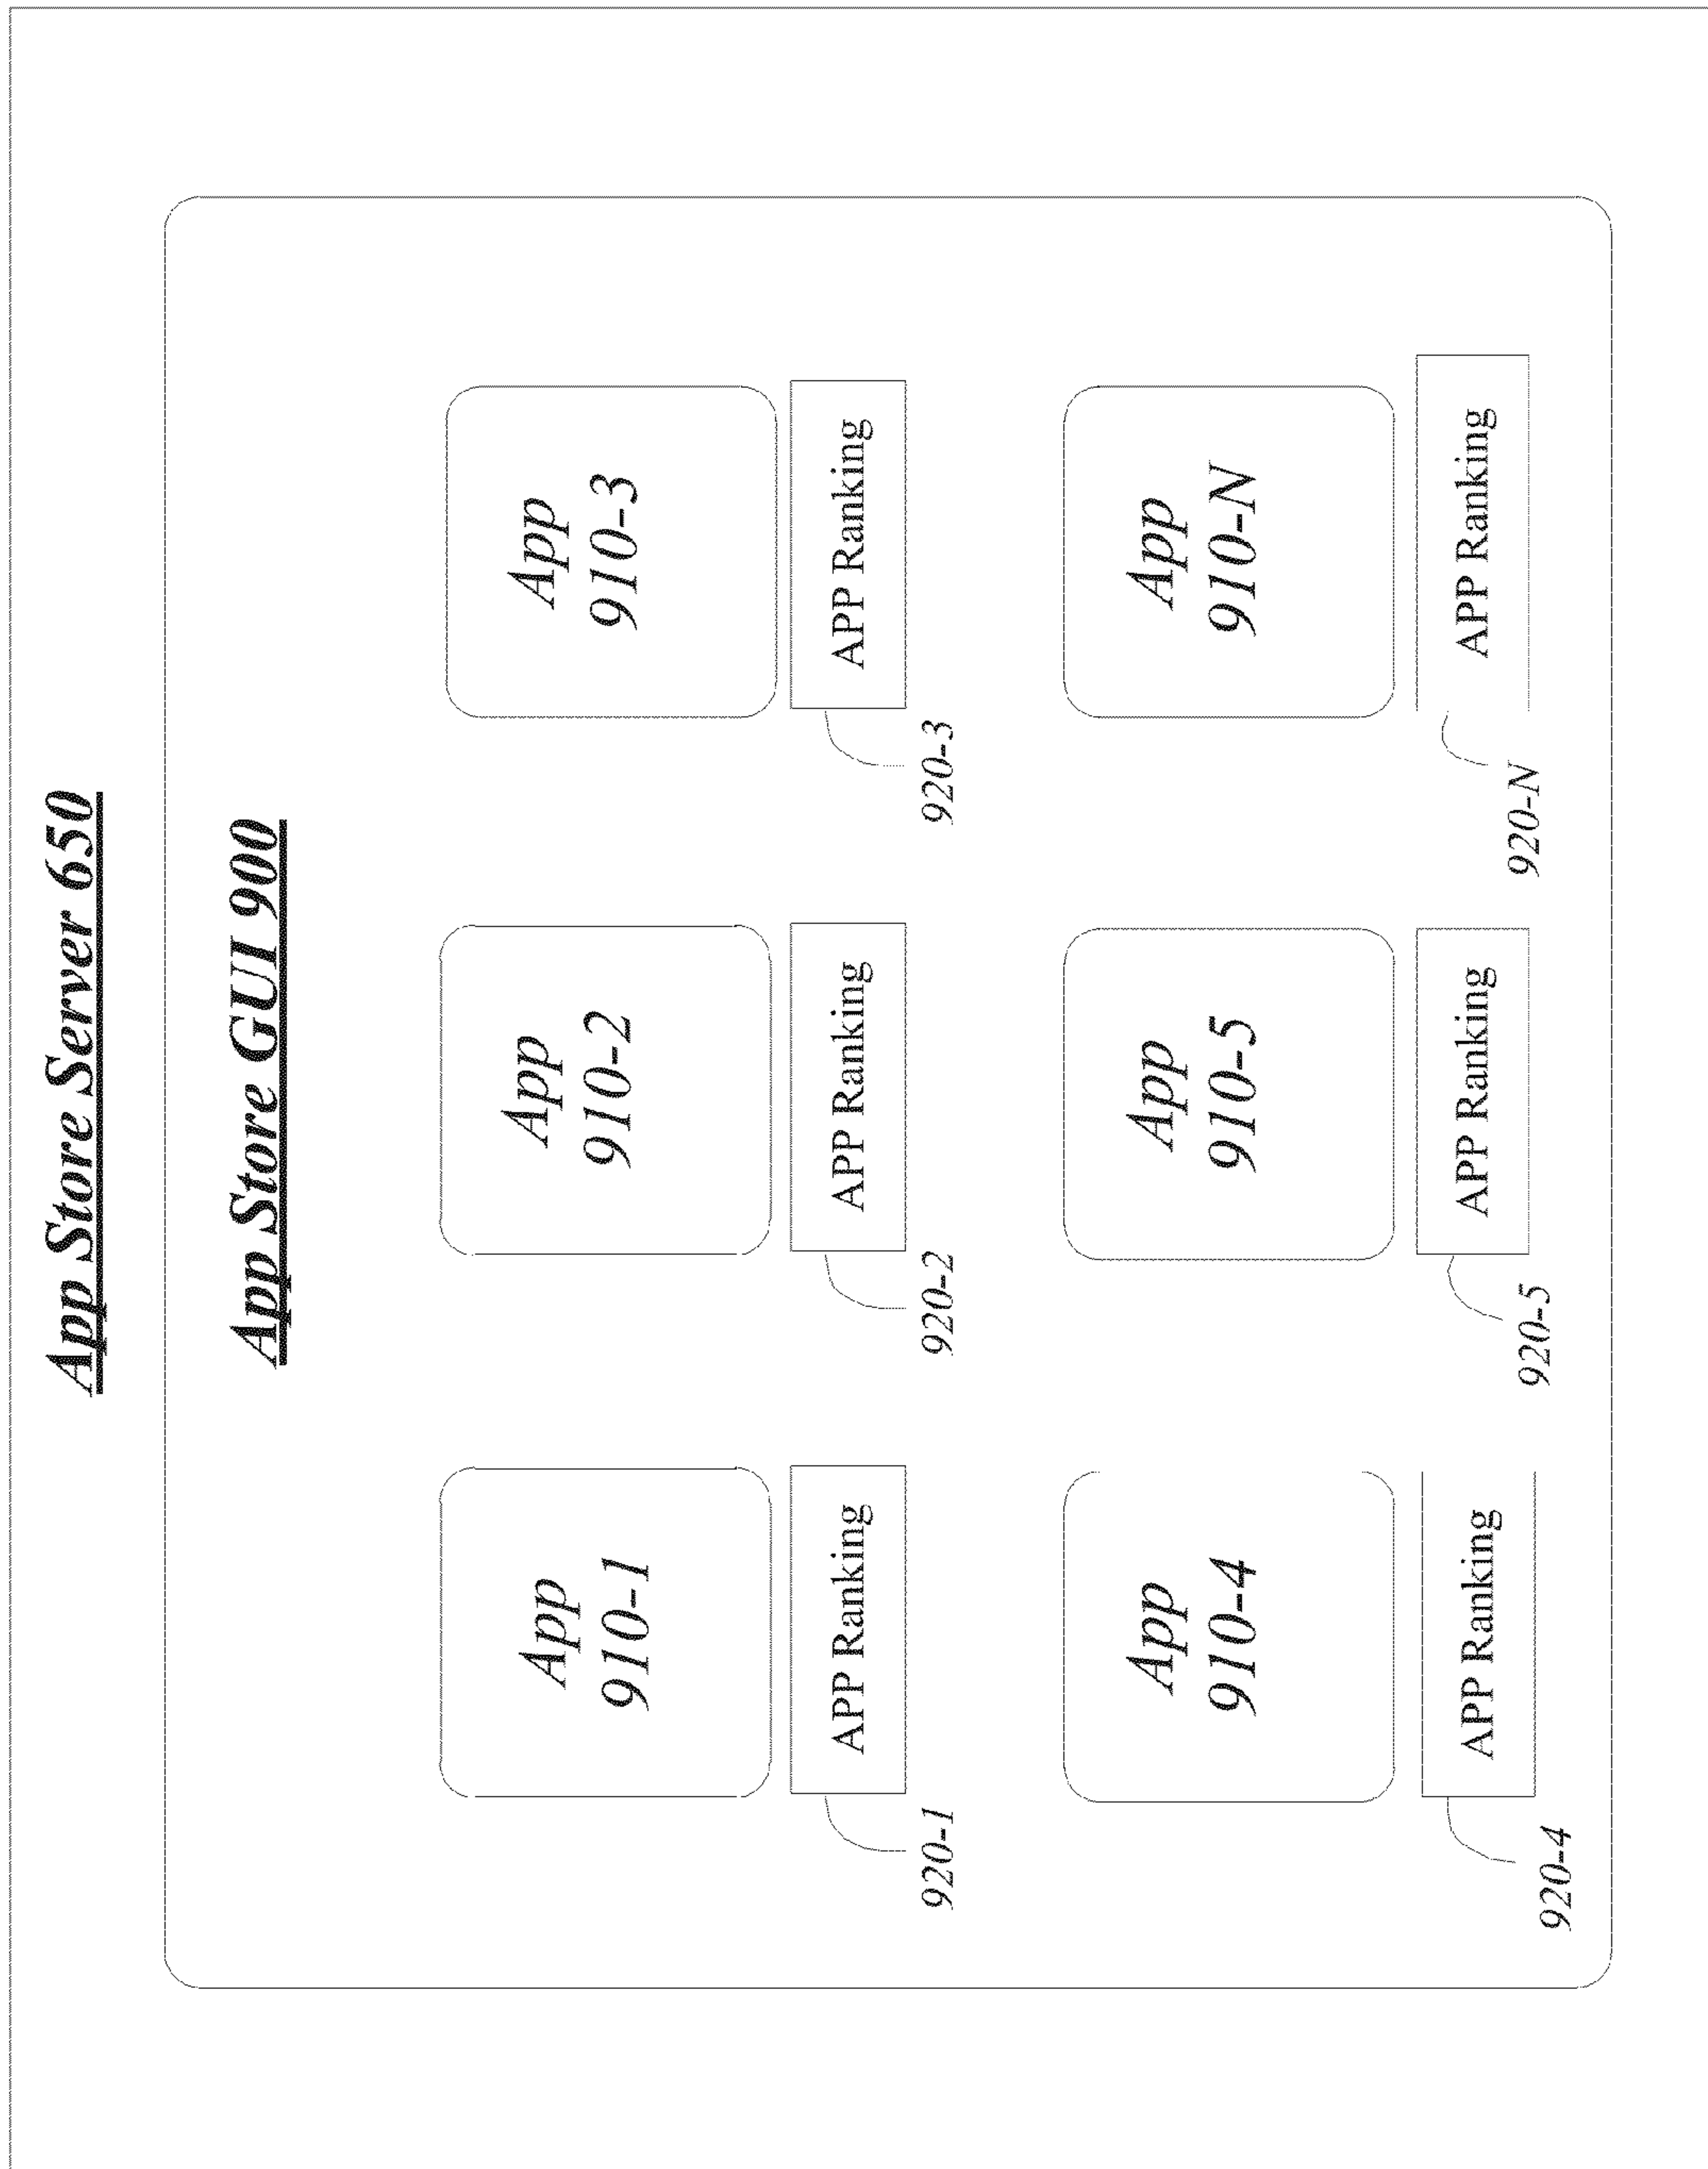 App Store Server 650
App Store GUI 900
App
910-1
App
910-2
App
910-3
APP Ranking
APP Ranking
APP Ranking
920-1
920-2
920-3
App
910-4
App
910-5
App
910-N
APP Ranking
APP Ranking
APP Ranking
920-4
920-5
920-N